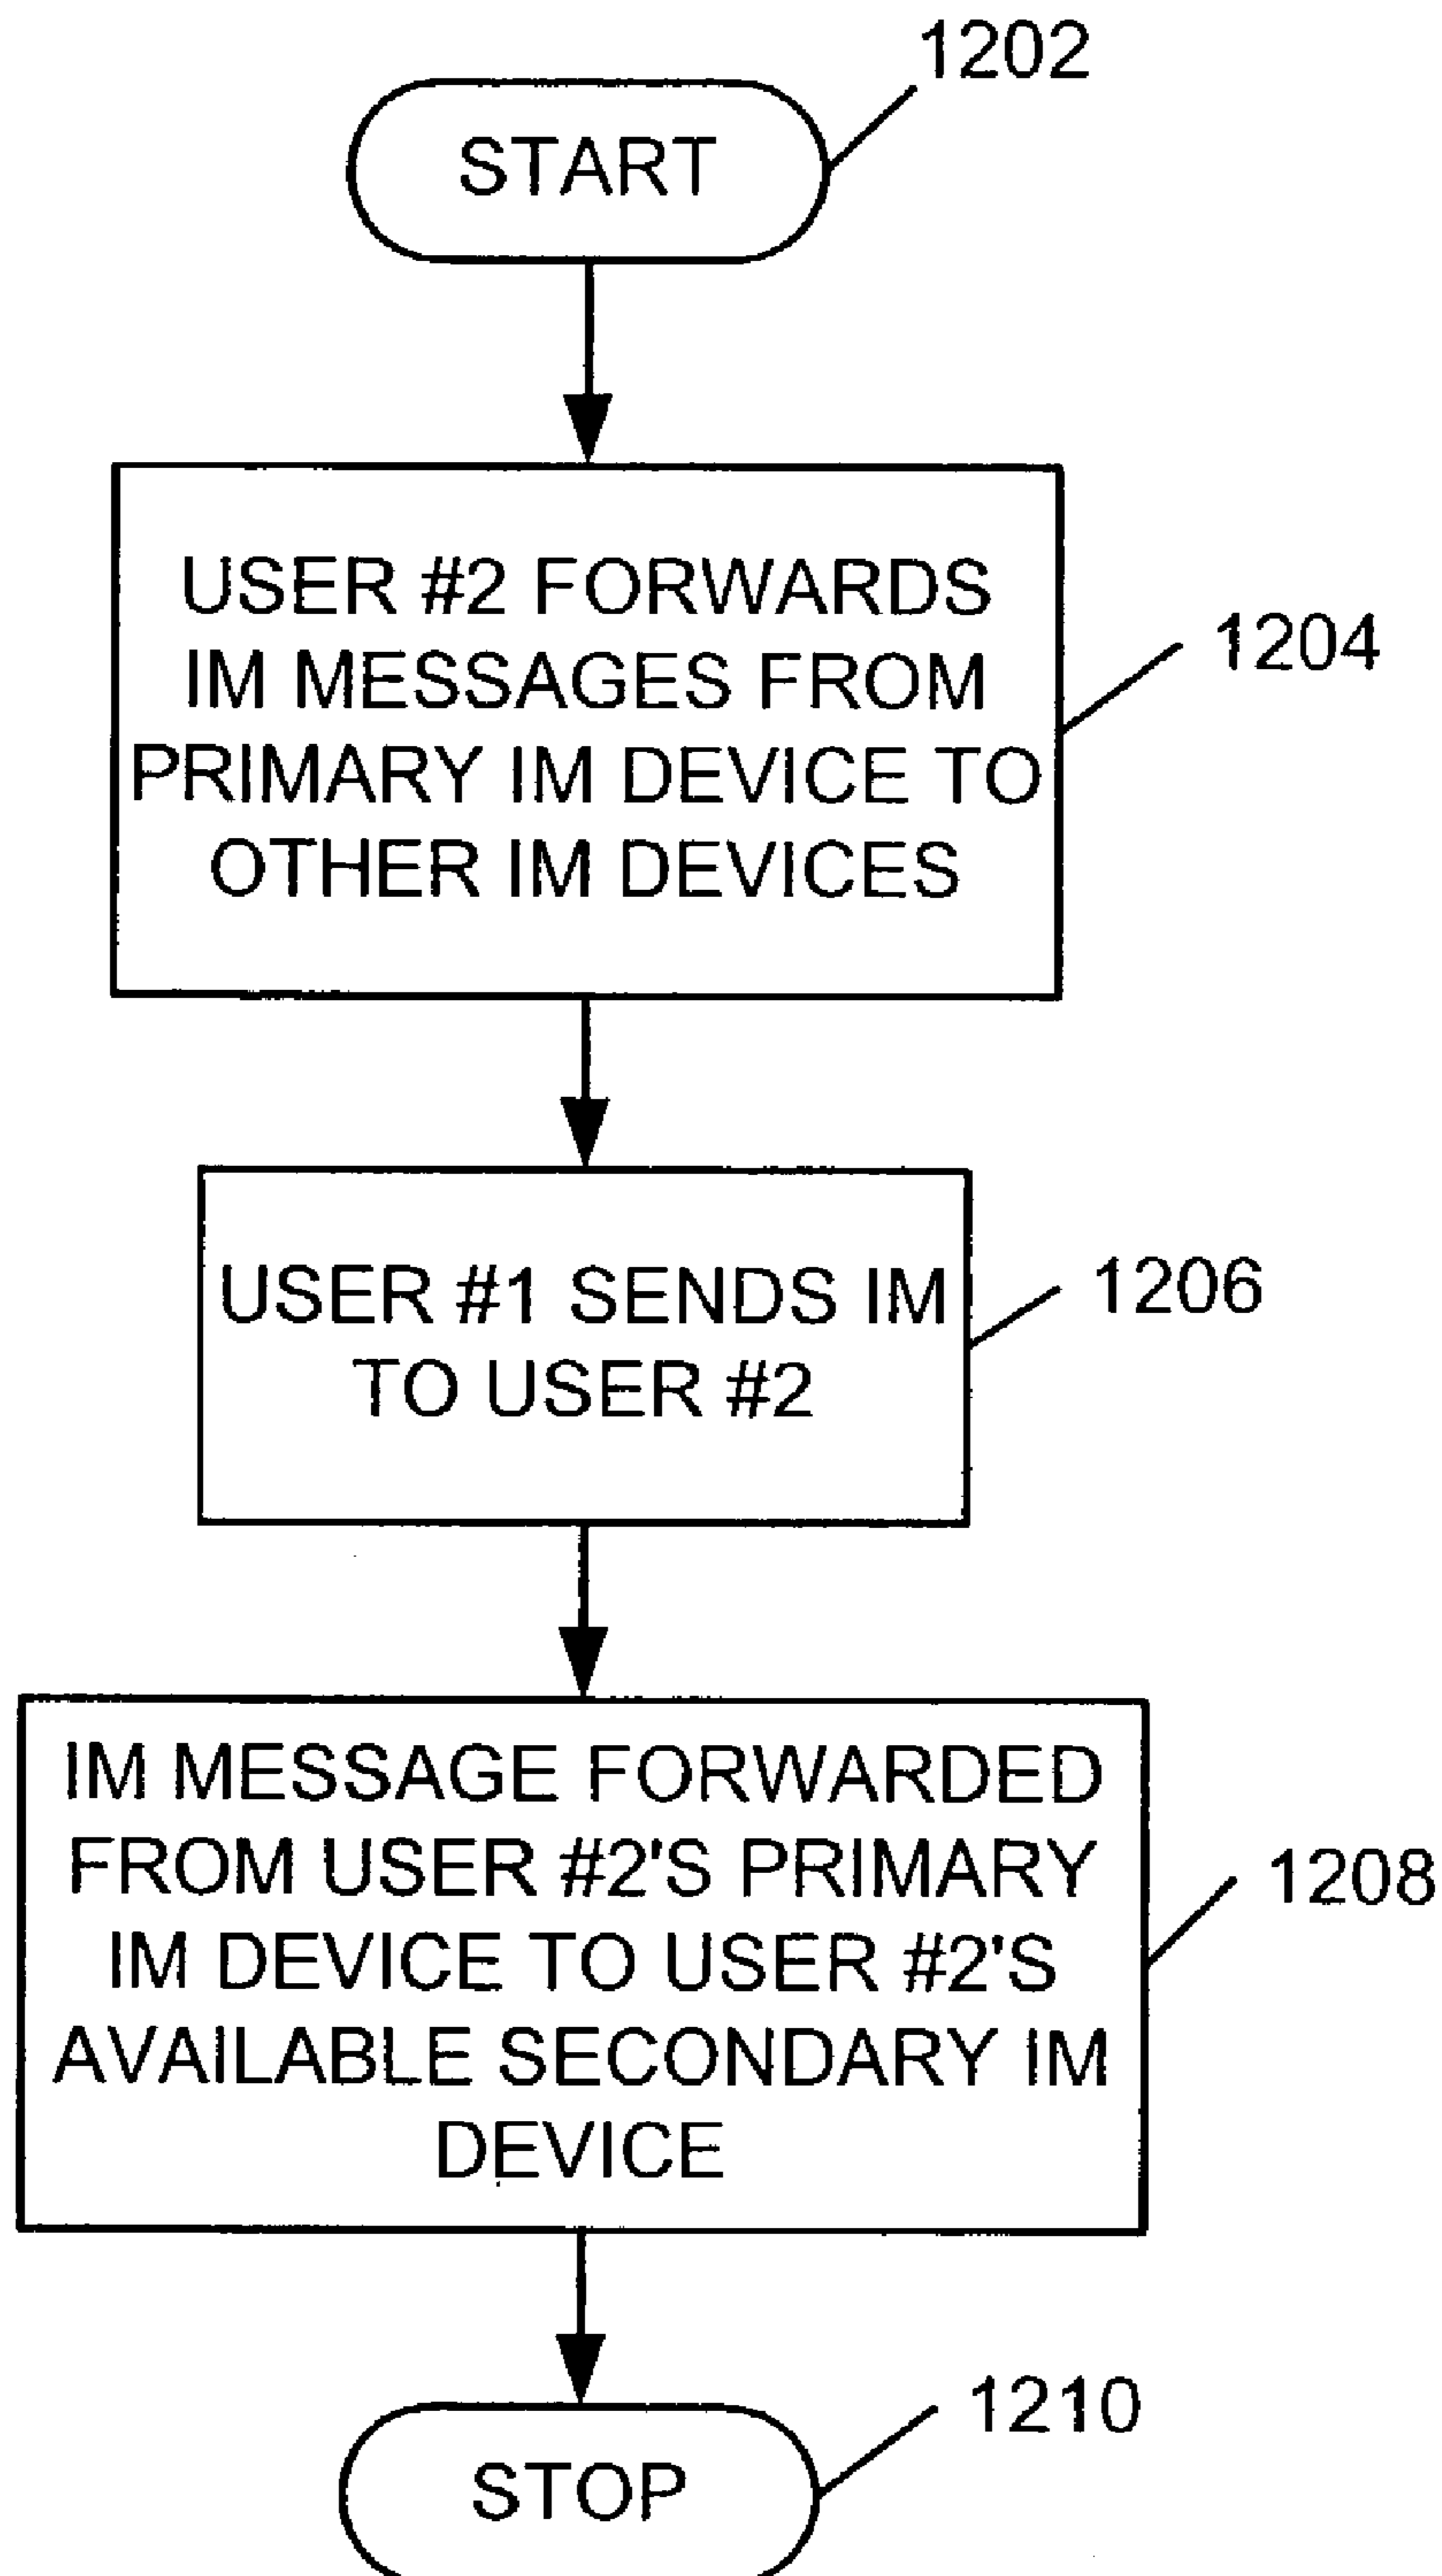 1202
START
USER #2 FORWARDS
IM MESSAGES FROM
PRIMARY IM DEVICE TO
OTHER IM DEVICES
1204
USER #1 SENDS IM
TO USER #2
1206
IM MESSAGE FORWARDED
FROM USER #2'S PRIMARY
IM DEVICE TO USER #2'S
AVAILABLE SECONDARY IM
DEVICE
1208
1210
STOP